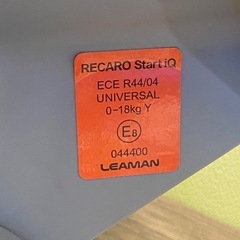 RECARO Start iQ
ECE R44/04
UNIVERSAL
0-18kg Y
E8
044400
LEAMAN